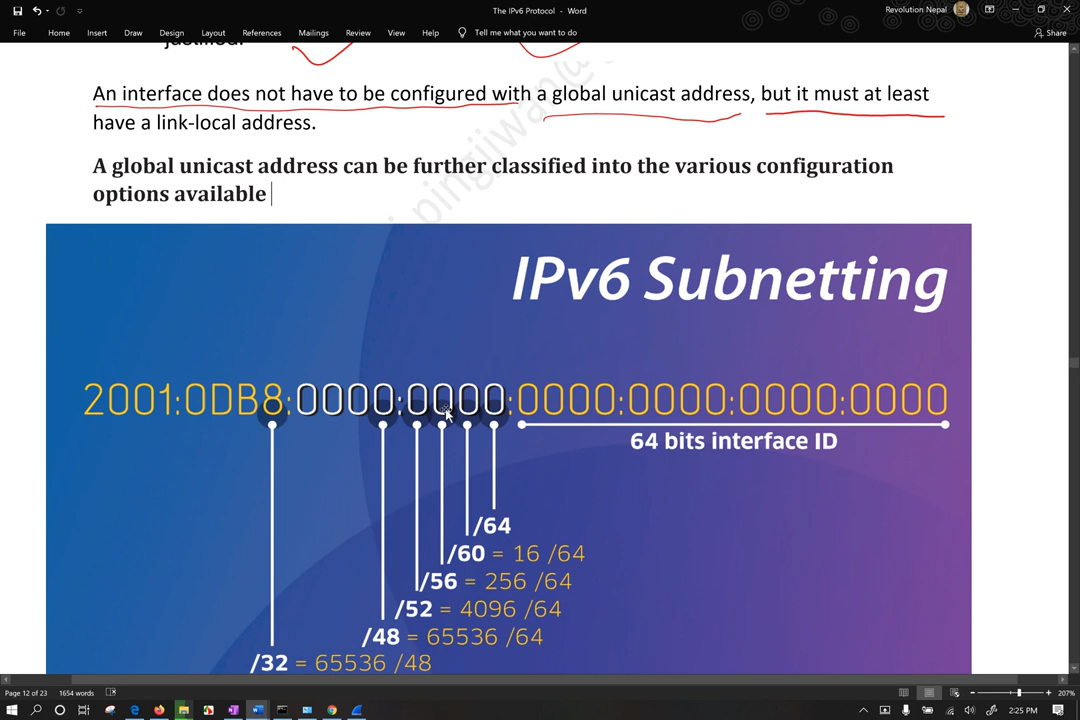 The IPv6 Protocol - Word
Revolution Nepal
File Home Insert Draw Design Layout References Mailings Review View Help Tell me what you want to do Share
justified.
An interface does not have to be configured with a global unicast address, but it must at least
have a link-local address.
A global unicast address can be further classified into the various configuration
options available
IPv6 Subnetting
2001:0DB8:0000:0000:0000:0000:0000:0000
64 bits interface ID
/64
/60 = 16 /64
/56 = 256 /64
/52 = 4096 /64
/48 = 65536 /64
/32 = 65536 /48
Page 12 of 23 1654 words 207%
2:25 PM